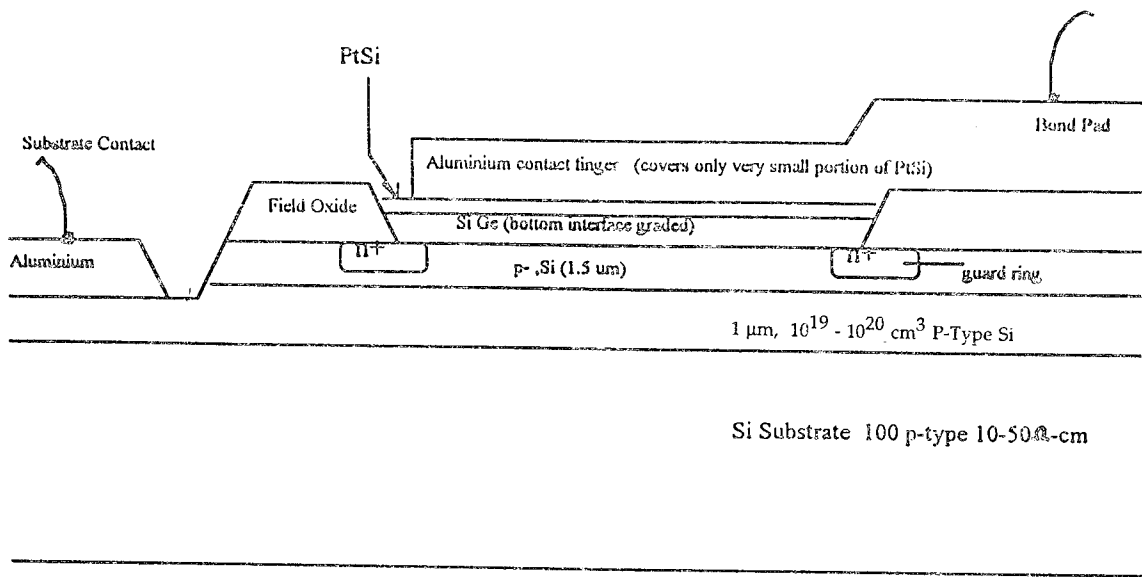 PtSi
Bond Pad
Substrate Contact
Aluminium contact finger (covers only very small portion of PtSi)
Field Oxide
Si Ge (bottom interface graded)
n+
n+
Aluminium
p- Si (1.5 um)
guard ring
1 μm, 10¹⁹ - 10²⁰ cm³ P-Type Si
Si Substrate 100 p-type 10-50Ω-cm